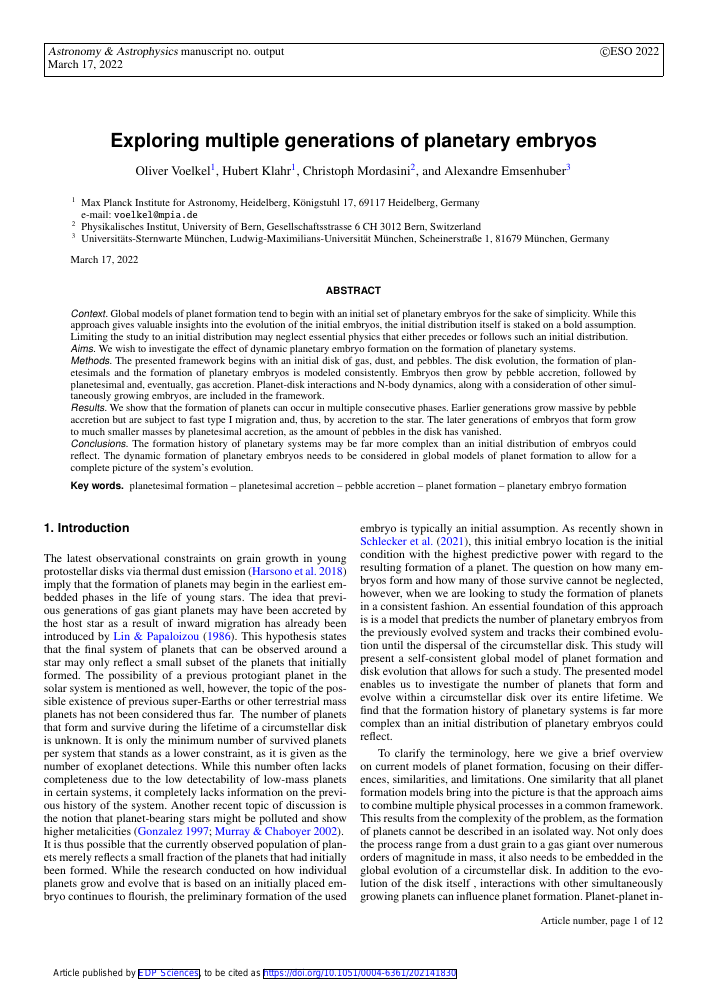 Astronomy & Astrophysics manuscript no. output
©ESO 2022
March 17, 2022
Exploring multiple generations of planetary embryos
Oliver Voelkel1, Hubert Klahr1, Christoph Mordasini2, and Alexandre Emsenhuber3
1 Max Planck Institute for Astronomy, Heidelberg, Königstuhl 17, 69117 Heidelberg, Germany
e-mail: voelkel@mpia.de
2 Physikalisches Institut, University of Bern, Gesellschaftsstrasse 6 CH 3012 Bern, Switzerland
3 Universitäts-Sternwarte München, Ludwig-Maximilians-Universität München, Scheinerstraße 1, 81679 München, Germany
March 17, 2022
ABSTRACT
Context. Global models of planet formation tend to begin with an initial set of planetary embryos for the sake of simplicity. While this
approach gives valuable insights into the evolution of the initial embryos, the initial distribution itself is staked on a bold assumption.
Limiting the study to an initial distribution may neglect essential physics that either precedes or follows such an initial distribution.
Aims. We wish to investigate the effect of dynamic planetary embryo formation on the formation of planetary systems.
Methods. The presented framework begins with an initial disk of gas, dust, and pebbles. The disk evolution, the formation of plan-
etesimals and the formation of planetary embryos is modeled consistently. Embryos then grow by pebble accretion, followed by
planetesimal and, eventually, gas accretion. Planet-disk interactions and N-body dynamics, along with a consideration of other simul-
taneously growing embryos, are included in the framework.
Results. We show that the formation of planets can occur in multiple consecutive phases. Earlier generations grow massive by pebble
accretion but are subject to fast type I migration and, thus, by accretion to the star. The later generations of embryos that form grow
to much smaller masses by planetesimal accretion, as the amount of pebbles in the disk has vanished.
Conclusions. The formation history of planetary systems may be far more complex than an initial distribution of embryos could
reflect. The dynamic formation of planetary embryos needs to be considered in global models of planet formation to allow for a
complete picture of the system's evolution.
Key words. planetesimal formation – planetesimal accretion – pebble accretion – planet formation – planetary embryo formation
1. Introduction
The latest observational constraints on grain growth in young
protostellar disks via thermal dust emission (Harsono et al. 2018)
imply that the formation of planets may begin in the earliest em-
bedded phases in the life of young stars. The idea that previ-
ous generations of gas giant planets may have been accreted by
the host star as a result of inward migration has already been
introduced by Lin & Papaloizou (1986). This hypothesis states
that the final system of planets that can be observed around a
star may only reflect a small subset of the planets that initially
formed. The possibility of a previous protogiant planet in the
solar system is mentioned as well, however, the topic of the pos-
sible existence of previous super-Earths or other terrestrial mass
planets has not been considered thus far. The number of planets
that form and survive during the lifetime of a circumstellar disk
is unknown. It is only the minimum number of survived planets
per system that stands as a lower constraint, as it is given as the
number of exoplanet detections. While this number often lacks
completeness due to the low detectability of low-mass planets
in certain systems, it completely lacks information on the previ-
ous history of the system. Another recent topic of discussion is
the notion that planet-bearing stars might be polluted and show
higher metalicities (Gonzalez 1997; Murray & Chaboyer 2002).
It is thus possible that the currently observed population of plan-
ets merely reflects a small fraction of the planets that had initially
been formed. While the research conducted on how individual
planets grow and evolve that is based on an initially placed em-
bryo continues to flourish, the preliminary formation of the used
embryo is typically an initial assumption. As recently shown in
Schlecker et al. (2021), this initial embryo location is the initial
condition with the highest predictive power with regard to the
resulting formation of a planet. The question on how many em-
bryos form and how many of those survive cannot be neglected,
however, when we are looking to study the formation of planets
in a consistent fashion. An essential foundation of this approach
is is a model that predicts the number of planetary embryos from
the previously evolved system and tracks their combined evolu-
tion until the dispersal of the circumstellar disk. This study will
present a self-consistent global model of planet formation and
disk evolution that allows for such a study. The presented model
enables us to investigate the number of planets that form and
evolve within a circumstellar disk over its entire lifetime. We
find that the formation history of planetary systems is far more
complex than an initial distribution of planetary embryos could
reflect.
To clarify the terminology, here we give a brief overview
on current models of planet formation, focusing on their differ-
ences, similarities, and limitations. One similarity that all planet
formation models bring into the picture is that the approach aims
to combine multiple physical processes in a common framework.
This results from the complexity of the problem, as the formation
of planets cannot be described in an isolated way. Not only does
the process range from a dust grain to a gas giant over numerous
orders of magnitude in mass, it also needs to be embedded in the
global evolution of a circumstellar disk. In addition to the evo-
lution of the disk itself , interactions with other simultaneously
growing planets can influence planet formation. Planet-planet in-
Article number, page 1 of 12
Article published by EDP Sciences, to be cited as https://doi.org/10.1051/0004-6361/202141830